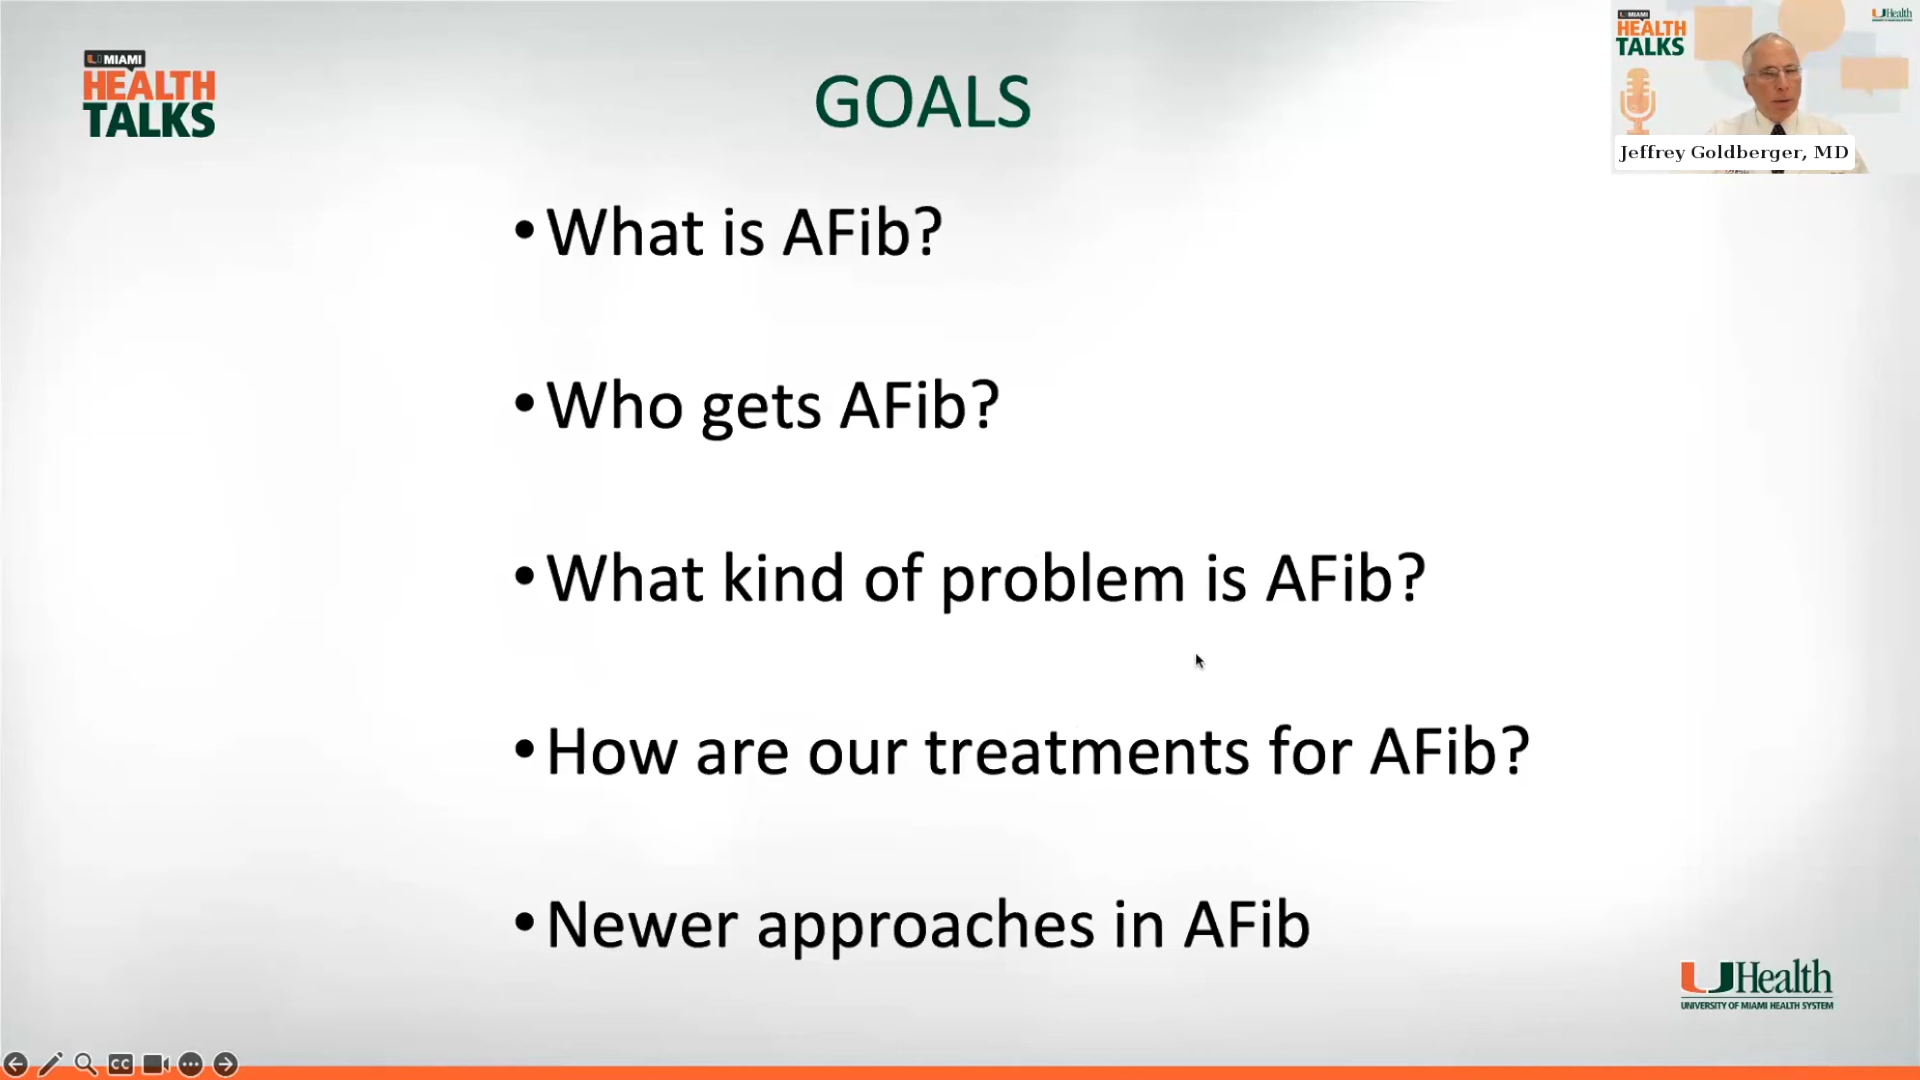 U MIAMI
HEALTH
TALKS
GOALS
U MIAMI
HEALTH
TALKS
UHealth
Jeffrey Goldberger, MD
• What is AFib?
• Who gets AFib?
• What kind of problem is AFib?
• How are our treatments for AFib?
• Newer approaches in AFib
UHealth
UNIVERSITY OF MIAMI HEALTH SYSTEM
CC